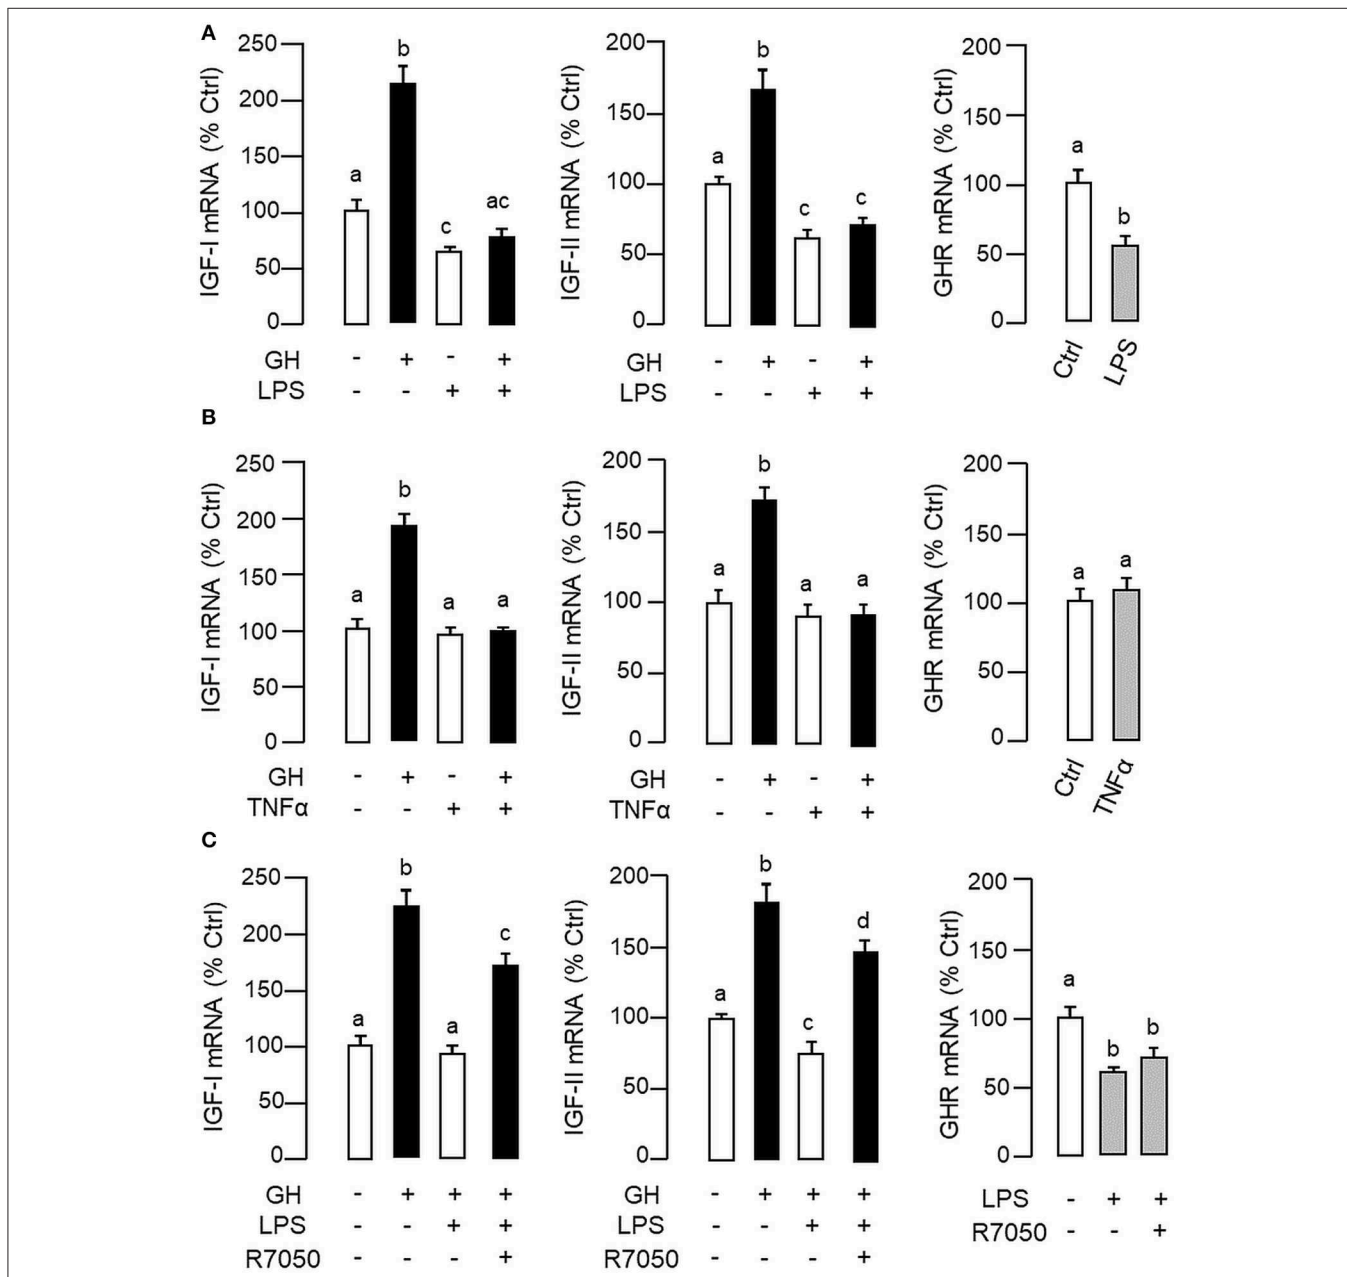 A
IGF-I mRNA (% Ctrl)
250
200
150
100
50
0
a
b
c
ac
GH - + - +
LPS - - + +
IGF-II mRNA (% Ctrl)
200
150
100
50
0
a
b
c
c
GH - + - +
LPS - - + +
GHR mRNA (% Ctrl)
200
150
100
50
0
a
b
Ctrl
LPS
B
IGF-I mRNA (% Ctrl)
250
200
150
100
50
0
a
b
a
a
GH - + - +
TNFα - - + +
IGF-II mRNA (% Ctrl)
200
150
100
50
0
a
b
a
a
GH - + - +
TNFα - - + +
GHR mRNA (% Ctrl)
200
150
100
50
0
a
a
Ctrl
TNFα
C
IGF-I mRNA (% Ctrl)
250
200
150
100
50
0
a
b
a
c
GH - + + +
LPS - - + +
R7050 - - - +
IGF-II mRNA (% Ctrl)
200
150
100
50
0
a
b
c
d
GH - + + +
LPS - - + +
R7050 - - - +
GHR mRNA (% Ctrl)
200
150
100
50
0
a
b
b
LPS - + +
R7050 - - +